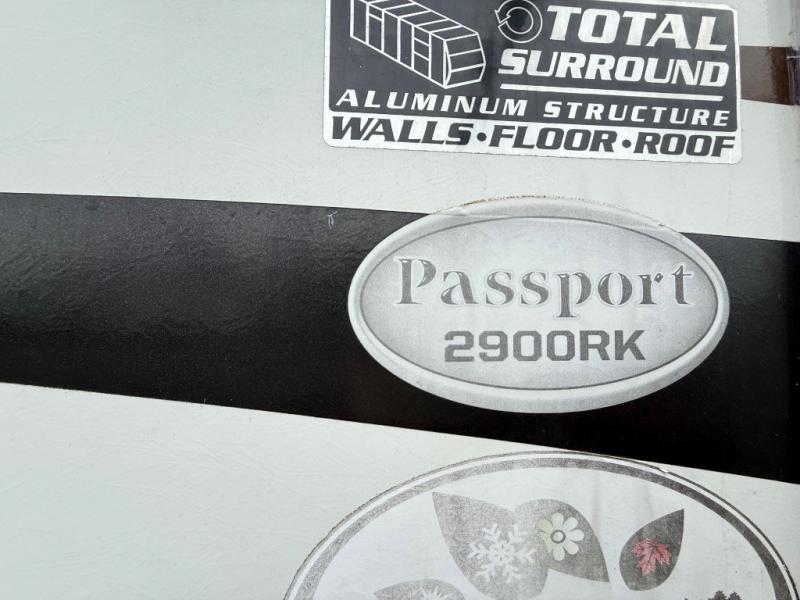 TOTAL
SURROUND
ALUMINUM STRUCTURE
WALLS•FLOOR•ROOF
Passport
2900RK